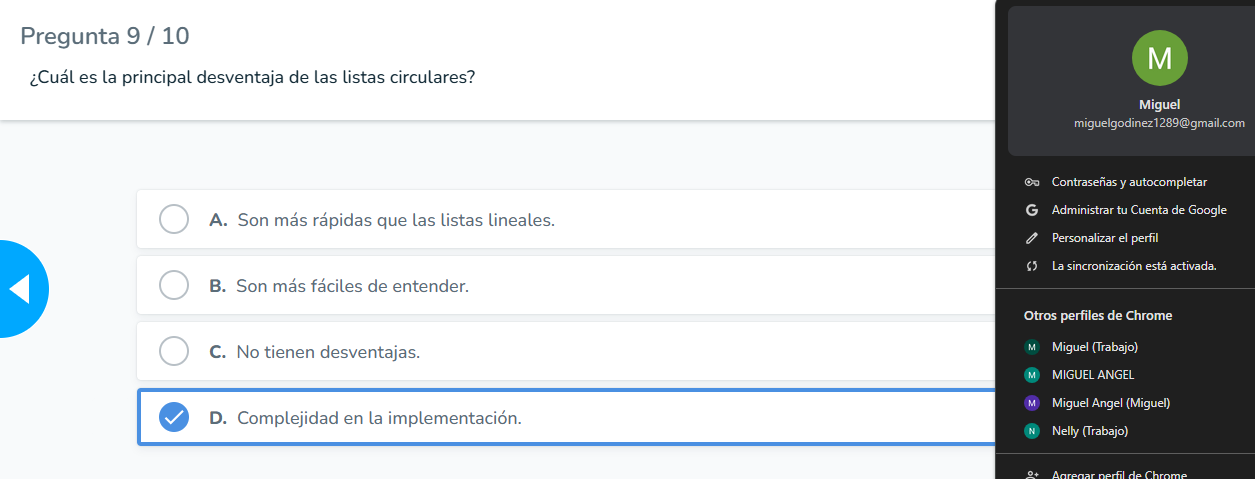 Pregunta 9 / 10
¿Cuál es la principal desventaja de las listas circulares?
A. Son más rápidas que las listas lineales.
B. Son más fáciles de entender.
C. No tienen desventajas.
D. Complejidad en la implementación.
M
Miguel
miguelgodinez1289@gmail.com
Contraseñas y autocompletar
G Administrar tu Cuenta de Google
Personalizar el perfil
La sincronización está activada.
Otros perfiles de Chrome
M Miguel (Trabajo)
M MIGUEL ANGEL
M Miguel Angel (Miguel)
N Nelly (Trabajo)
Agregar perfil de Chrome